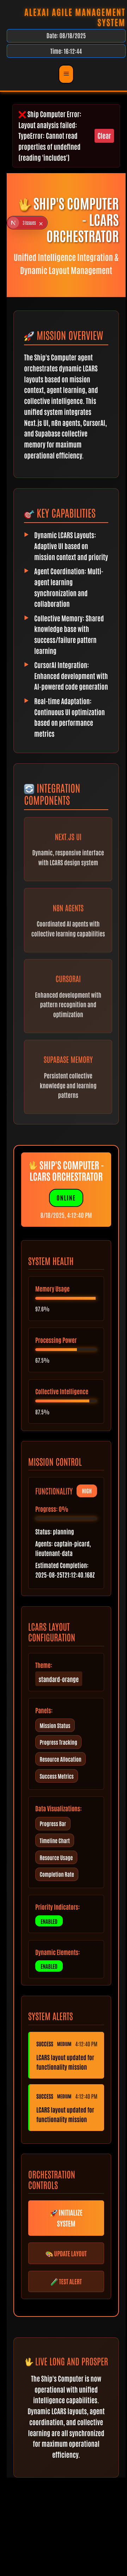 ALEXAI AGILE MANAGEMENT
SYSTEM
Date: 08/18/2025
Time: 16:12:44
Ship's Computer Error:
Layout analysis failed:
TypeError: Cannot read
properties of undefined
(reading 'includes')
Clear
🖖 SHIP'S COMPUTER
- LCARS
ORCHESTRATOR
3 Issues ×
Unified Intelligence Integration &
Dynamic Layout Management
🚀 MISSION OVERVIEW
The Ship's Computer agent
orchestrates dynamic LCARS
layouts based on mission
context, agent learning, and
collective intelligence. This
unified system integrates
Next.js UI, n8n agents, CursorAI,
and Supabase collective
memory for maximum
operational efficiency.
🎯 KEY CAPABILITIES
Dynamic LCARS Layouts:
Adaptive UI based on
mission context and priority
Agent Coordination: Multi-
agent learning
synchronization and
collaboration
Collective Memory: Shared
knowledge base with
success/failure pattern
learning
CursorAI Integration:
Enhanced development with
AI-powered code generation
Real-time Adaptation:
Continuous UI optimization
based on performance
metrics
🔄 INTEGRATION
COMPONENTS
NEXT.JS UI
Dynamic, responsive interface
with LCARS design system
N8N AGENTS
Coordinated AI agents with
collective learning capabilities
CURSORAI
Enhanced development with
pattern recognition and
optimization
SUPABASE MEMORY
Persistent collective
knowledge and learning
patterns
🖖 SHIP'S COMPUTER -
LCARS ORCHESTRATOR
ONLINE
8/18/2025, 4:12:40 PM
SYSTEM HEALTH
Memory Usage
97.8%
Processing Power
67.5%
Collective Intelligence
87.5%
MISSION CONTROL
FUNCTIONALITY
HIGH
Progress: 0%
Status: planning
Agents: captain-picard,
lieutenant-data
Estimated Completion:
2025-08-25T21:12:40.168Z
LCARS LAYOUT
CONFIGURATION
Theme:
standard-orange
Panels:
Mission Status
Progress Tracking
Resource Allocation
Success Metrics
Data Visualizations:
Progress Bar
Timeline Chart
Resource Usage
Completion Rate
Priority Indicators:
ENABLED
Dynamic Elements:
ENABLED
SYSTEM ALERTS
SUCCESS MEDIUM 4:12:40 PM
LCARS layout updated for
functionality mission
SUCCESS MEDIUM 4:12:40 PM
LCARS layout updated for
functionality mission
ORCHESTRATION
CONTROLS
🚀 INITIALIZE
SYSTEM
🎨 UPDATE LAYOUT
🧪 TEST ALERT
🖖 LIVE LONG AND PROSPER
The Ship's Computer is now
operational with unified
intelligence capabilities.
Dynamic LCARS layouts, agent
coordination, and collective
learning are all synchronized
for maximum operational
efficiency.